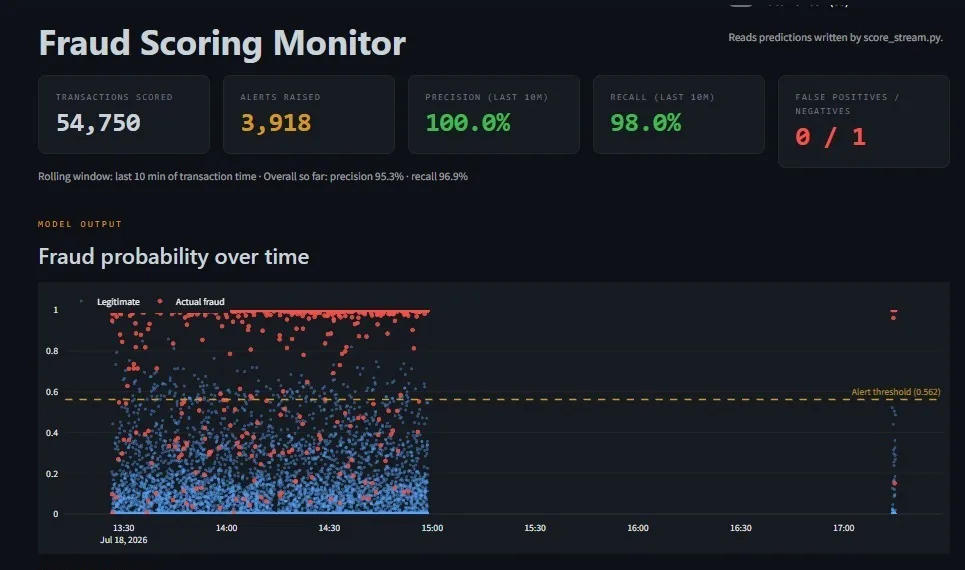 Fraud Scoring Monitor
Reads predictions written by score_stream.py.
TRANSACTIONS SCORED
54,750
ALERTS RAISED
3,918
PRECISION (LAST 10M)
100.0%
RECALL (LAST 10M)
98.0%
FALSE POSITIVES /
NEGATIVES
0 / 1
Rolling window: last 10 min of transaction time · Overall so far: precision 95.3% · recall 96.9%
MODEL OUTPUT
Fraud probability over time
Legitimate
Actual fraud
1
0.8
0.6
0.4
0.2
0
Alert threshold (0.562)
13:30
14:00
14:30
15:00
15:30
16:00
16:30
17:00
Jul 18, 2026